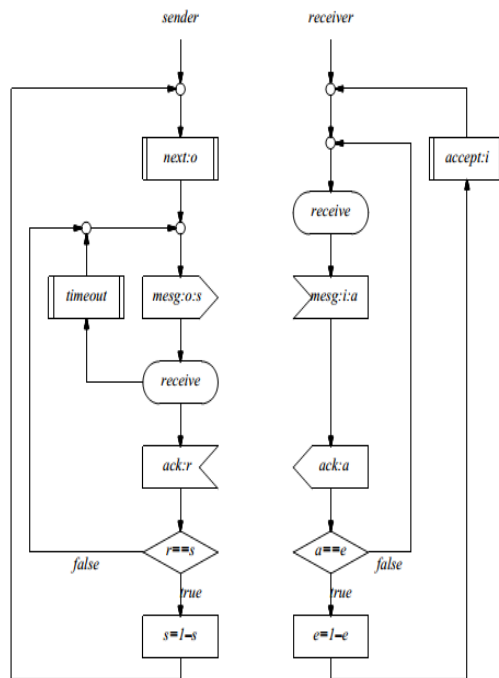 sender
receiver
next:o
accept:i
receive
timeout
mesg:o:s
mesg:i:a
receive
ack:r
ack:a
r==s
a==e
false
false
true
true
s=1–s
e=1–e